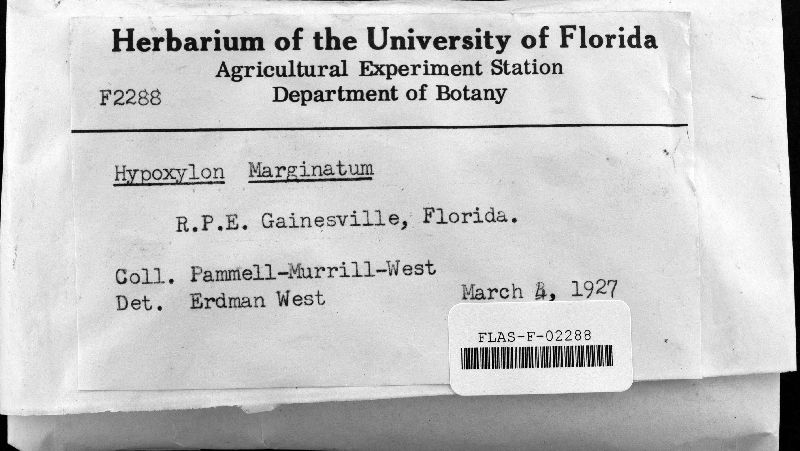 Herbarium of the University of Florida
Agricultural Experiment Station
F2288
Department of Botany
Hypoxylon Marginatum
R.P.E. Gainesville, Florida.
Coll. Pammell-Murrill-West
Det. Erdman West
March 4, 1927
FLAS-F-02288